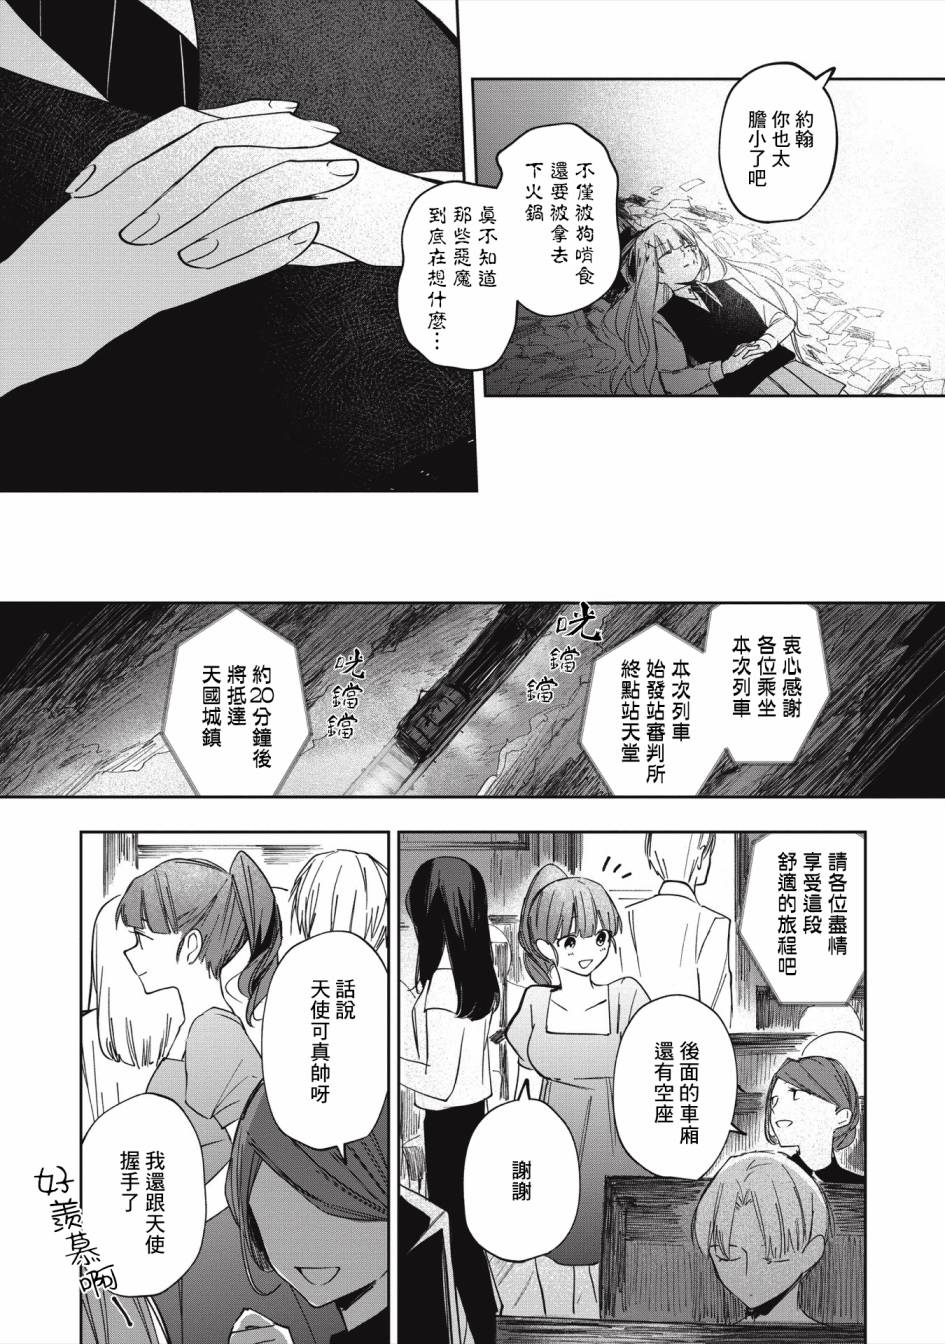 約翰
你也太
膽小了吧
不僅被狗啃食
還要被拿去
下火鍋
真不知道
那些惡魔
到底在想什麼…
衷心感謝
各位乘坐
本次列車
本次列車
始發站審判所
終點站天堂
咣鐺鐺
咣鐺鐺
約20分鐘後
將抵達
天國城鎮
請各位盡情
享受這段
舒適的旅程吧
後面的車廂
還有空座
謝謝
話說
天使可真帥呀
我還跟天使
握手了
好羨慕啊！